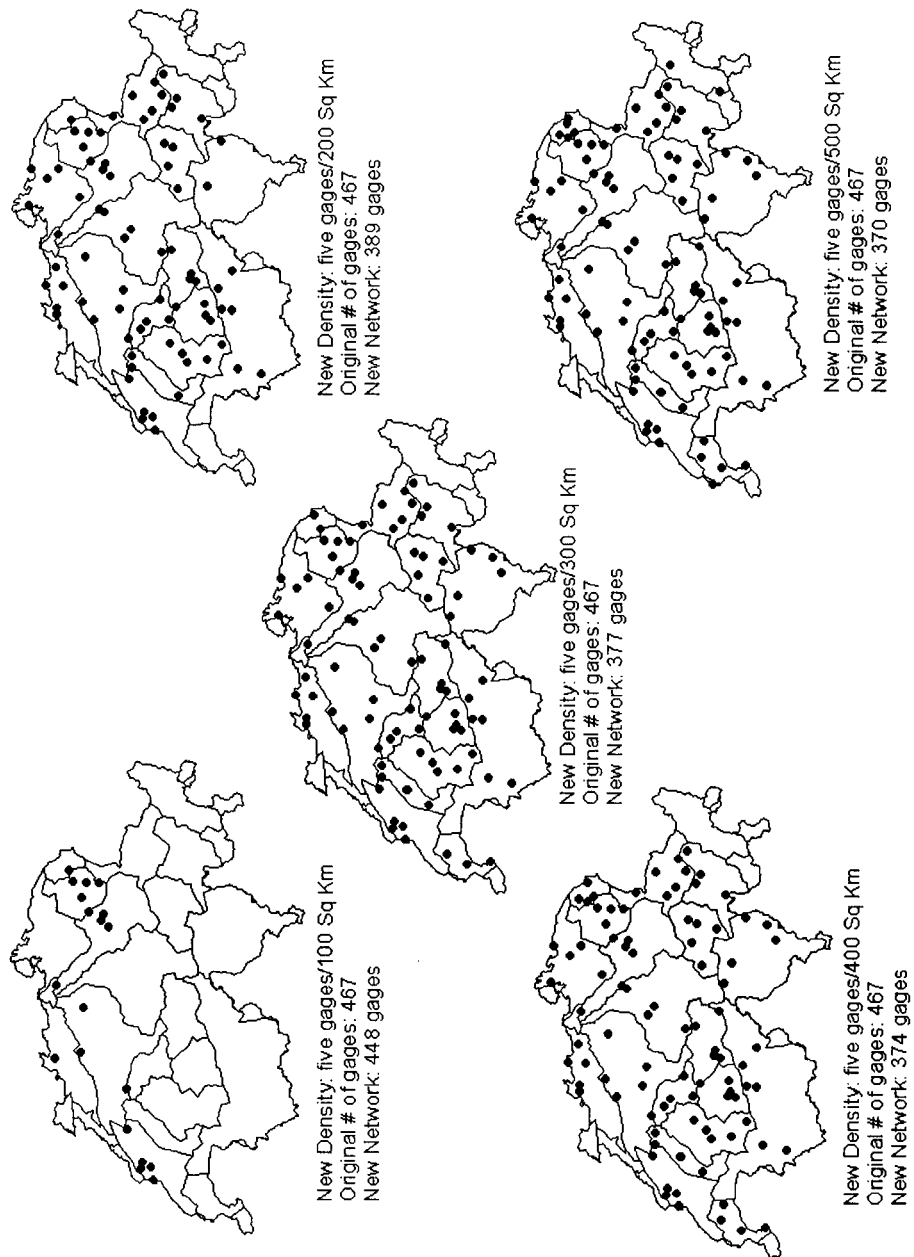 New Density: five gages/100 Sq Km
Original # of gages: 467
New Network: 448 gages
New Density: five gages/200 Sq Km
Original # of gages: 467
New Network: 389 gages
New Density: five gages/300 Sq Km
Original # of gages: 467
New Network: 377 gages
New Density: five gages/400 Sq Km
Original # of gages: 467
New Network: 374 gages
New Density: five gages/500 Sq Km
Original # of gages: 467
New Network: 370 gages